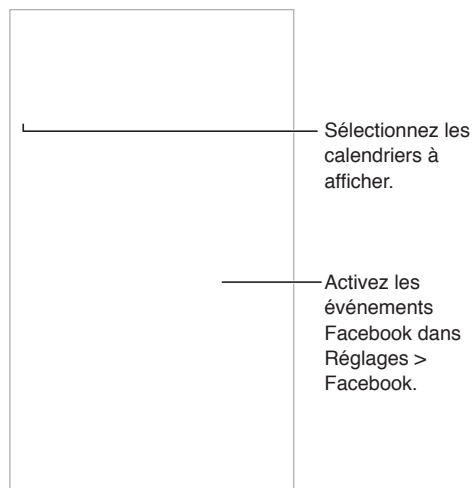 Sélectionnez les
calendriers à
afficher.
Activez les
événements
Facebook dans
Réglages >
Facebook.